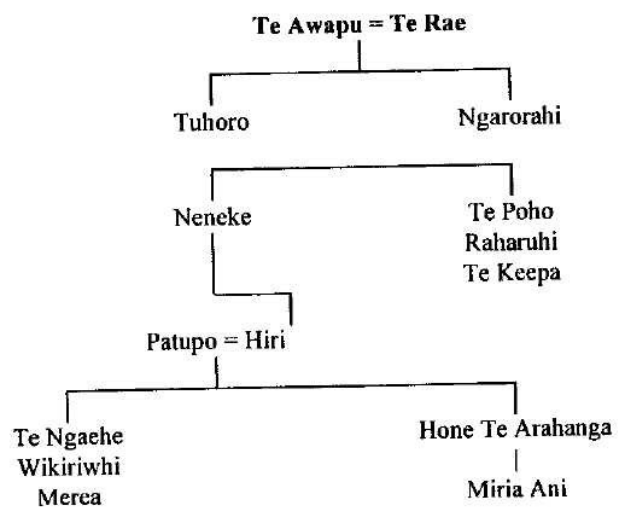 Te Awapu = Te Rae
Tuhoro Ngarorahi
Neneke Te Poho
Raharuhi
Te Keepa
Patupo = Hiri
Te Ngaehe Hone Te Arahanga
Wikiriwhi
Merea Miria Ani